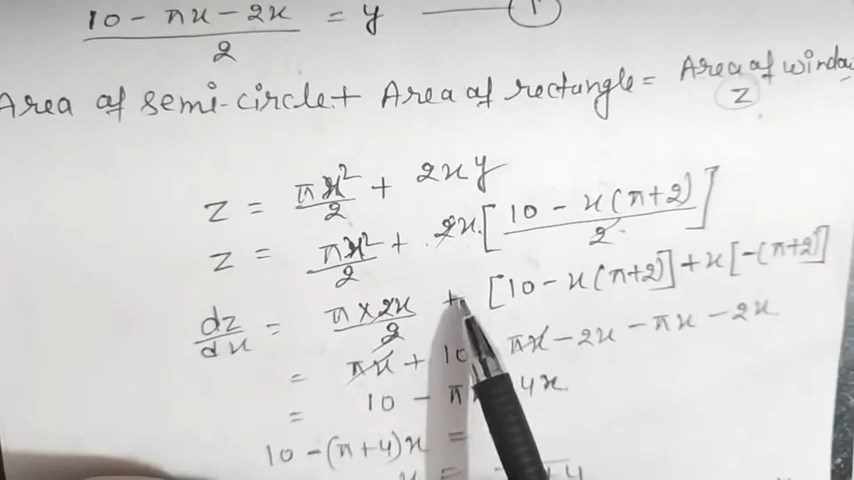 10 - πx - 2x / 2 = y —— 1
Area of semi-circle + Area of rectangle = Area of window
z
z = πx²/2 + 2xy
z = πx²/2 + 2x [10 - x(π+2) / 2]
dz/dx = π×2x/2 + [10 - x(π+2)] + x[-(π+2)]
= πx + 10 πx - 2x - πx - 2x
= 10 - π 4x
10 - (π+4)x =
x = π+4